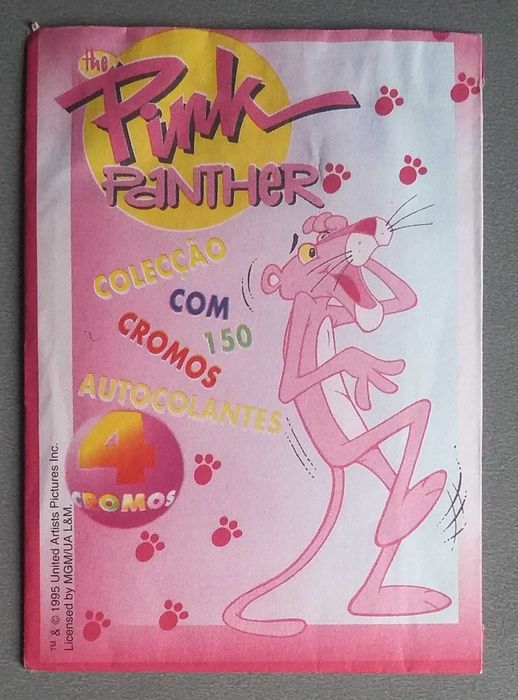 the
Pink
PANTHER
COLECÇÃO
COM
150
CROMOS
AUTOCOLANTES
4
CROMOS
™ & © 1995 United Artists Pictures Inc.
Licensed by MGM/UA L&M.